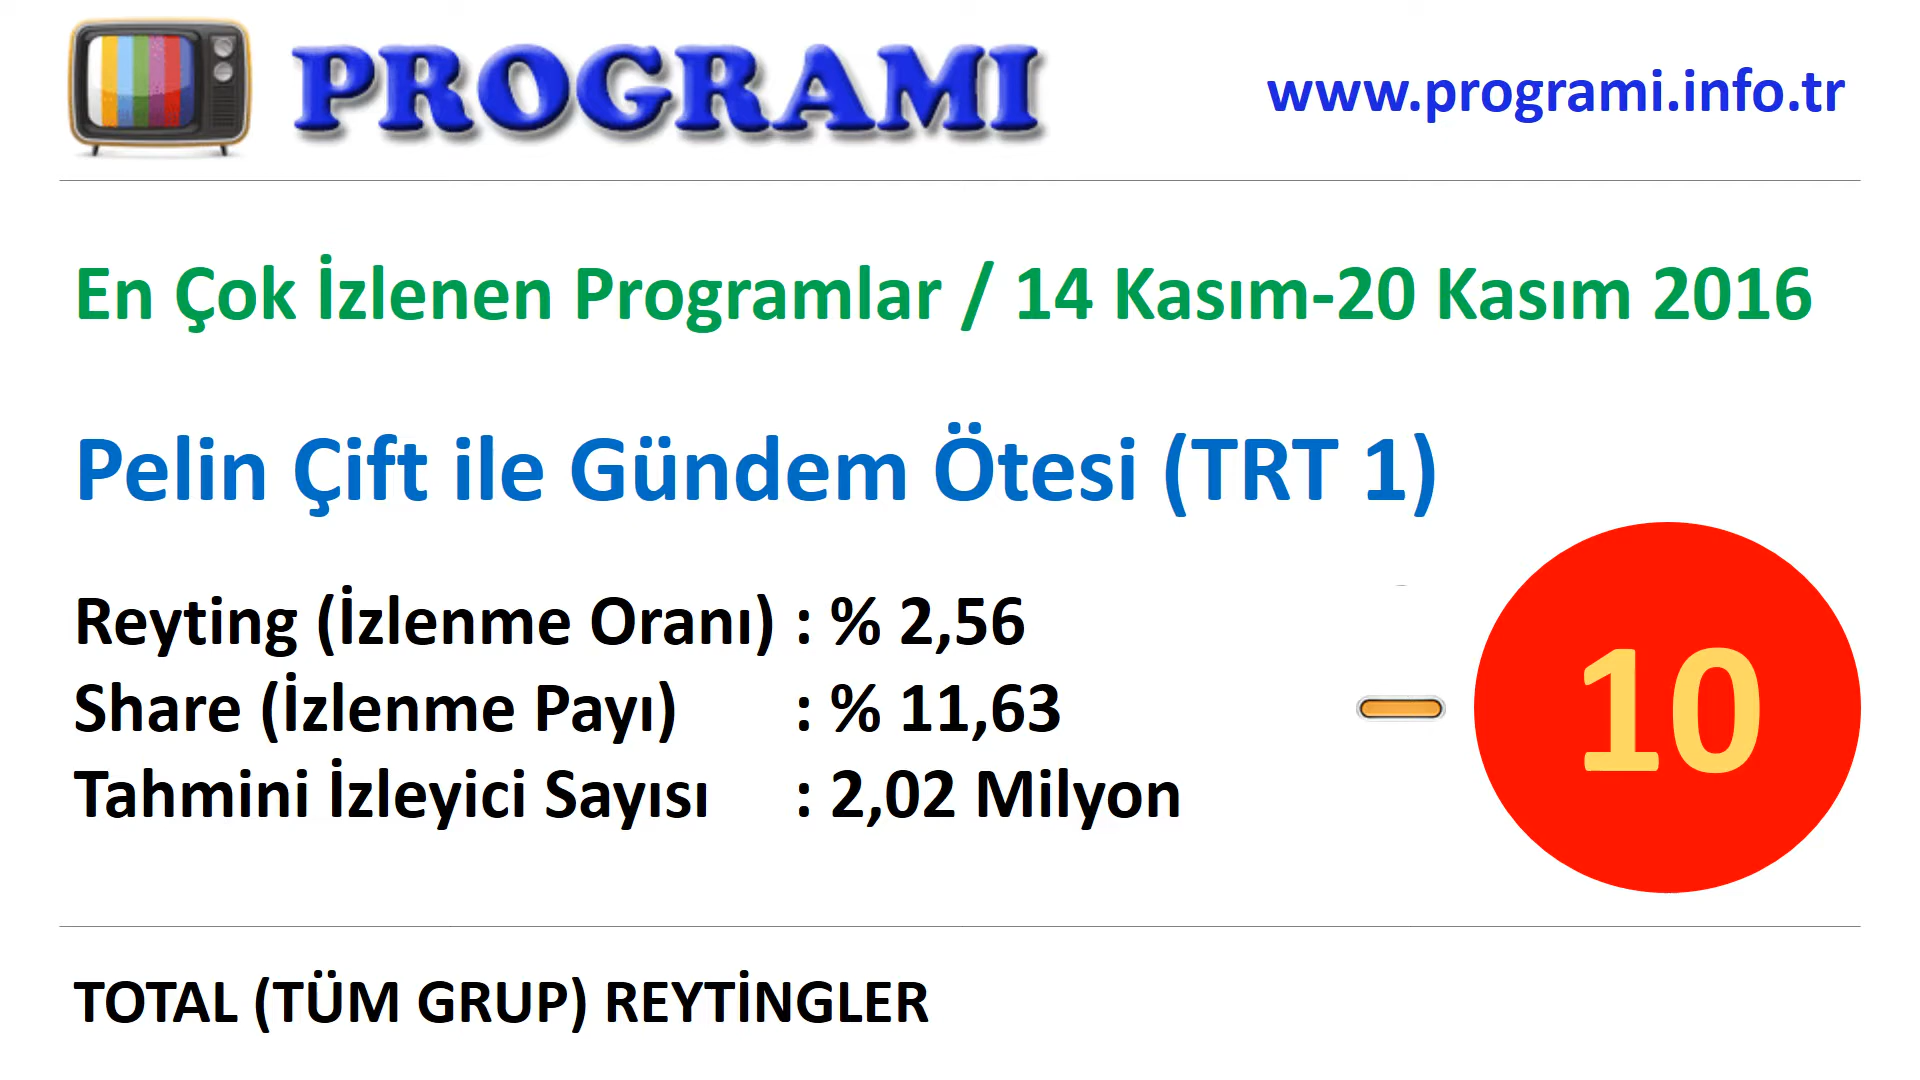 PROGRAMI
www.programi.info.tr
En Çok İzlenen Programlar / 14 Kasım-20 Kasım 2016
Pelin Çift ile Gündem Ötesi (TRT 1)
Reyting (İzlenme Oranı) : % 2,56
Share (İzlenme Payı) : % 11,63
Tahmini İzleyici Sayısı : 2,02 Milyon
10
TOTAL (TÜM GRUP) REYTİNGLER